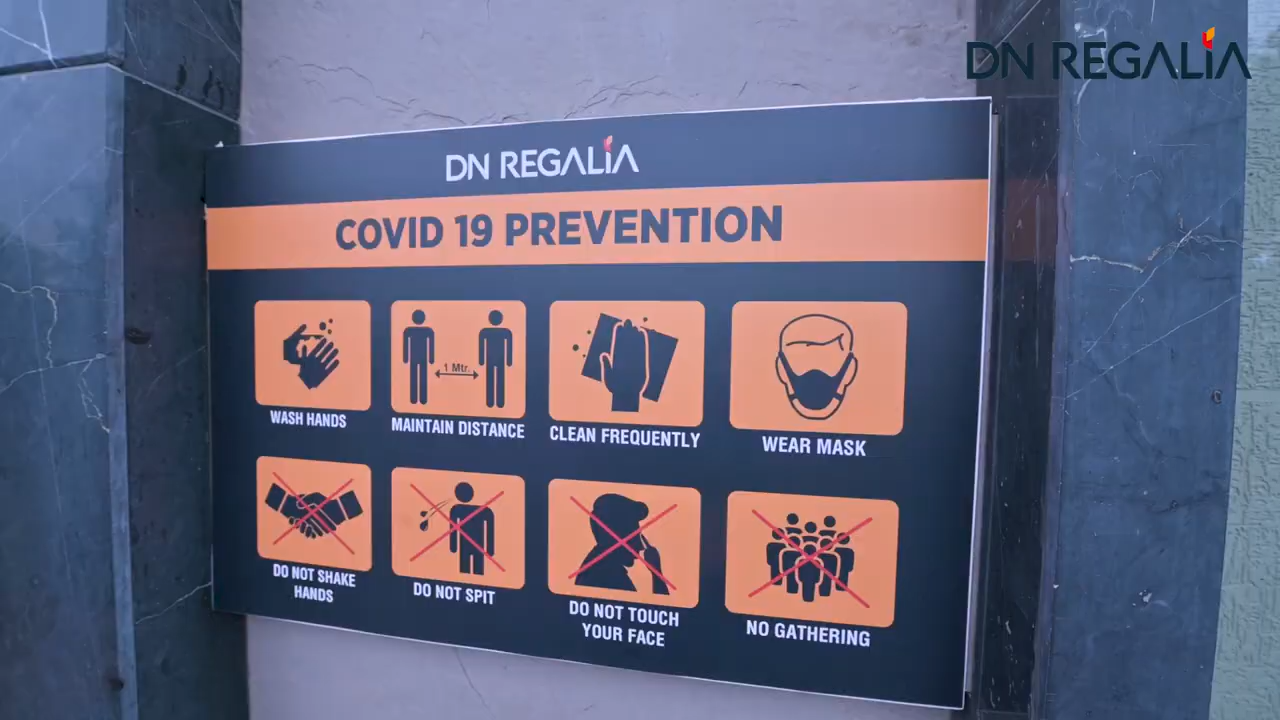 DN REGALIA
DN REGALIA
COVID 19 PREVENTION
1 Mtr.
WASH HANDS
MAINTAIN DISTANCE
CLEAN FREQUENTLY
WEAR MASK
DO NOT SHAKE
HANDS
DO NOT SPIT
DO NOT TOUCH
YOUR FACE
NO GATHERING